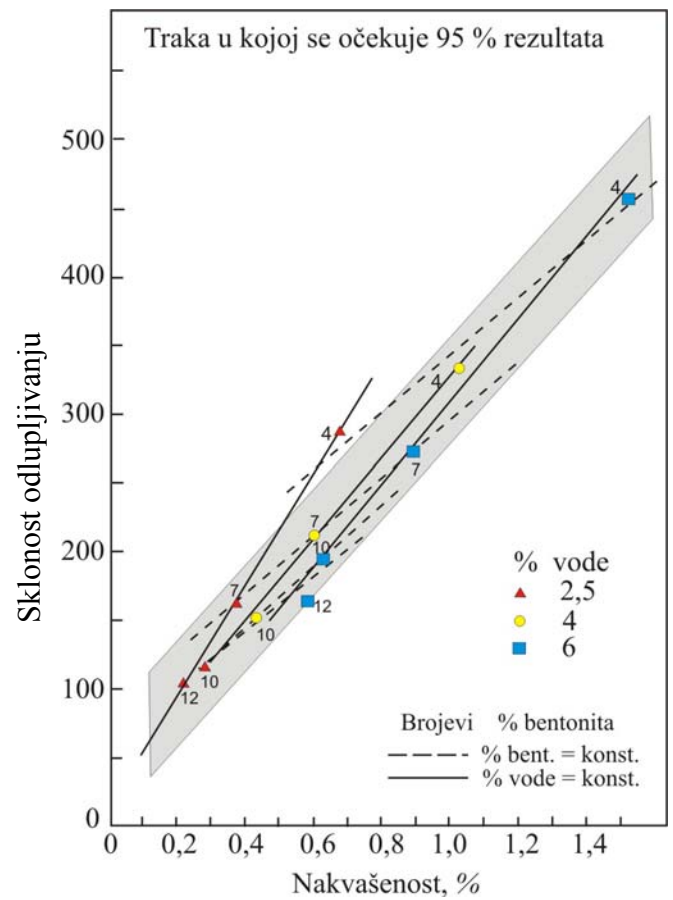 Traka u kojoj se očekuje 95 % rezultata
Sklonost odlupljivanju
500
400
300
200
100
0
4
4
4
7
7
10
7
12
10
10
12
% vode
2,5
4
6
Brojevi % bentonita
% bent. = konst.
% vode = konst.
0 0,2 0,4 0,6 0,8 1,0 1,2 1,4
Nakvašenost, %